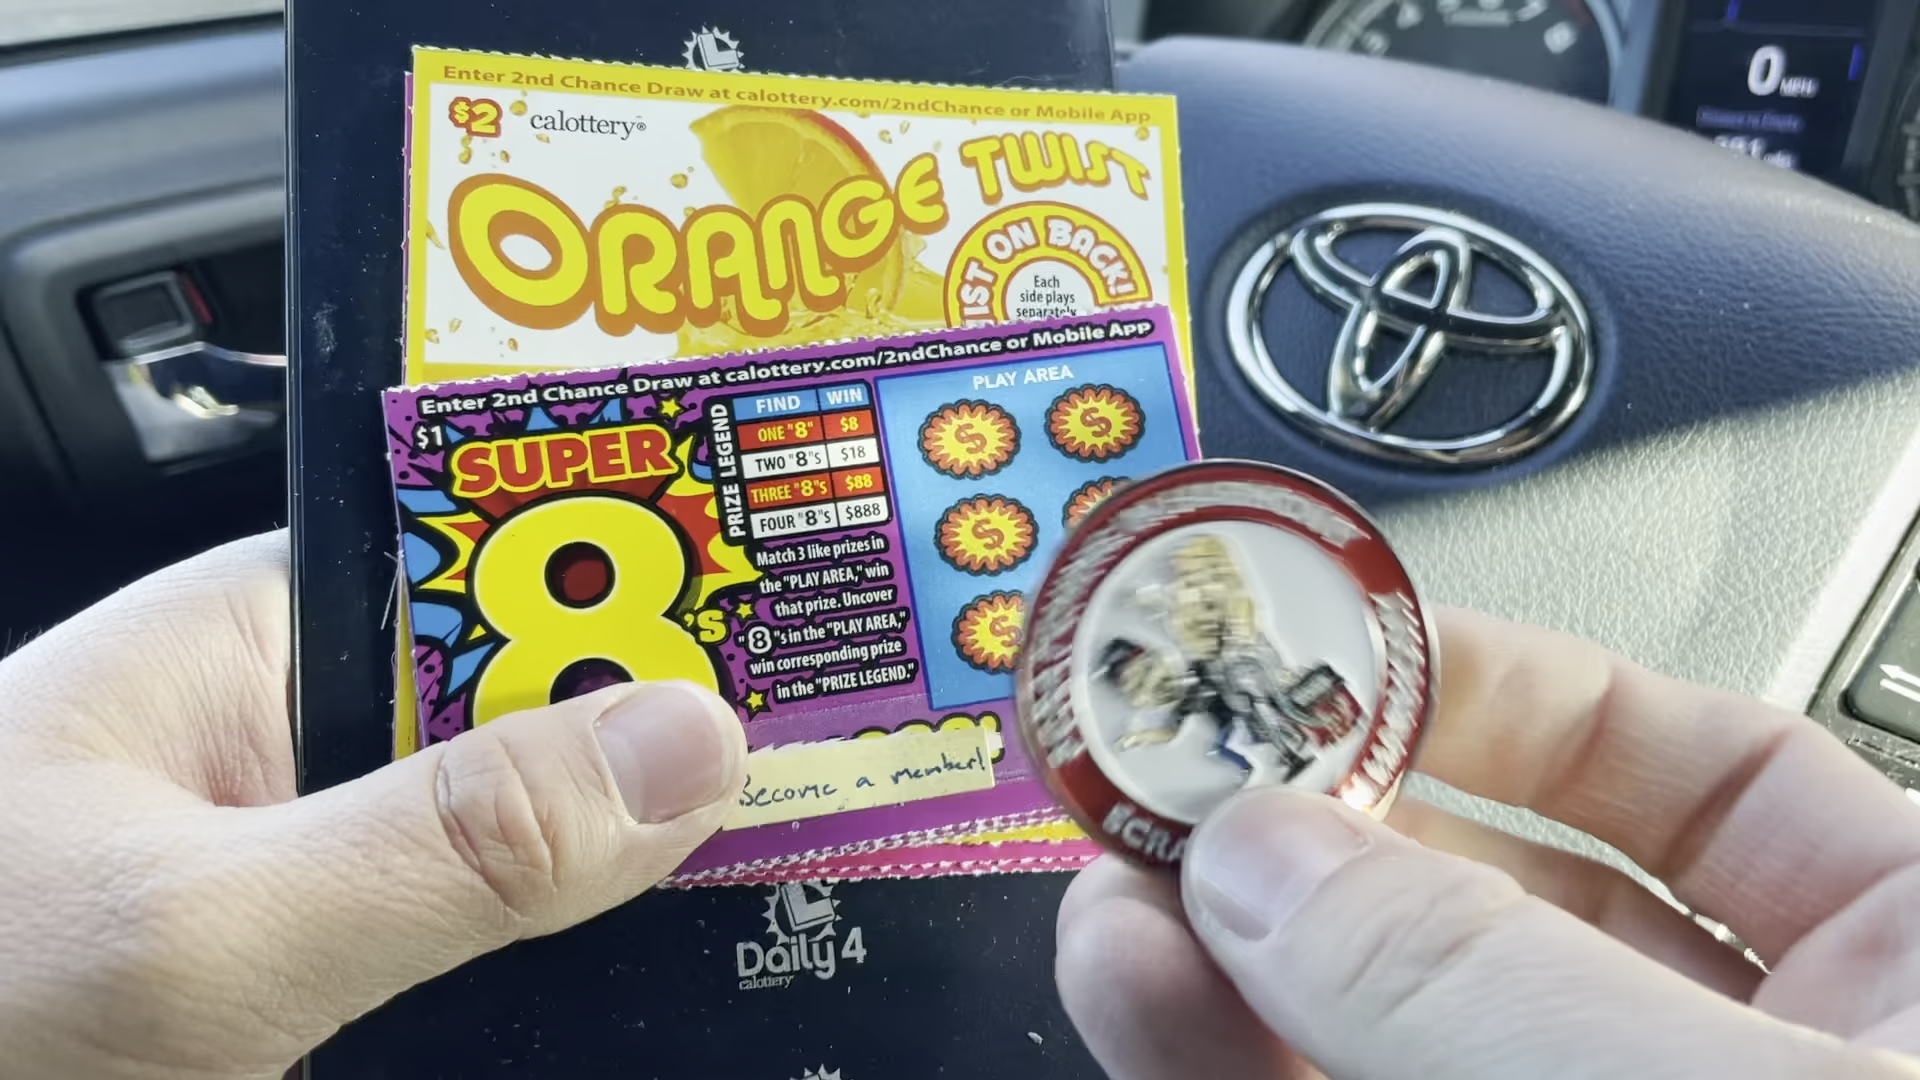 Enter 2nd Chance Draw at calottery.com/2ndChance or Mobile App
$2
calottery®
ORANGE TWIST
ON BACK!
Each
side plays
separately
Enter 2nd Chance Draw at calottery.com/2ndChance or Mobile App
$1
SUPER
8's
PRIZE LEGEND
FIND WIN
ONE "8" $8
TWO "8"s $18
THREE "8"s $88
FOUR "8"s $888
Match 3 like prizes in
the "PLAY AREA," win
that prize. Uncover
"8"s in the "PLAY AREA,"
win corresponding prize
in the "PRIZE LEGEND."
PLAY AREA
$ $
$
$
Become a member!
Daily 4
calottery
0 MPH